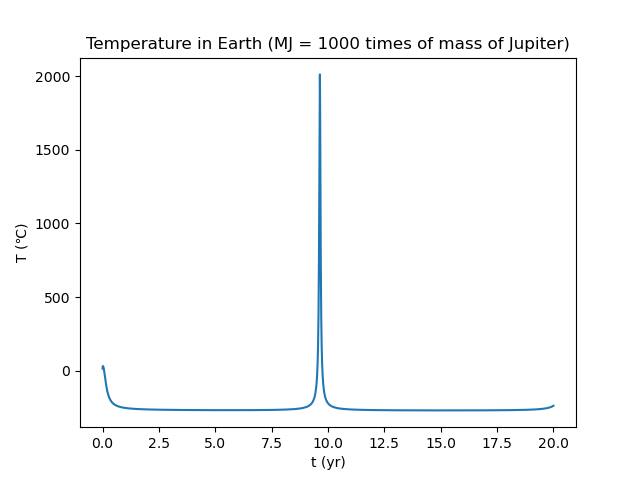 Temperature in Earth (MJ = 1000 times of mass of Jupiter)
2000
1500
1000
500
0
T (℃)
0.0 2.5 5.0 7.5 10.0 12.5 15.0 17.5 20.0
t (yr)